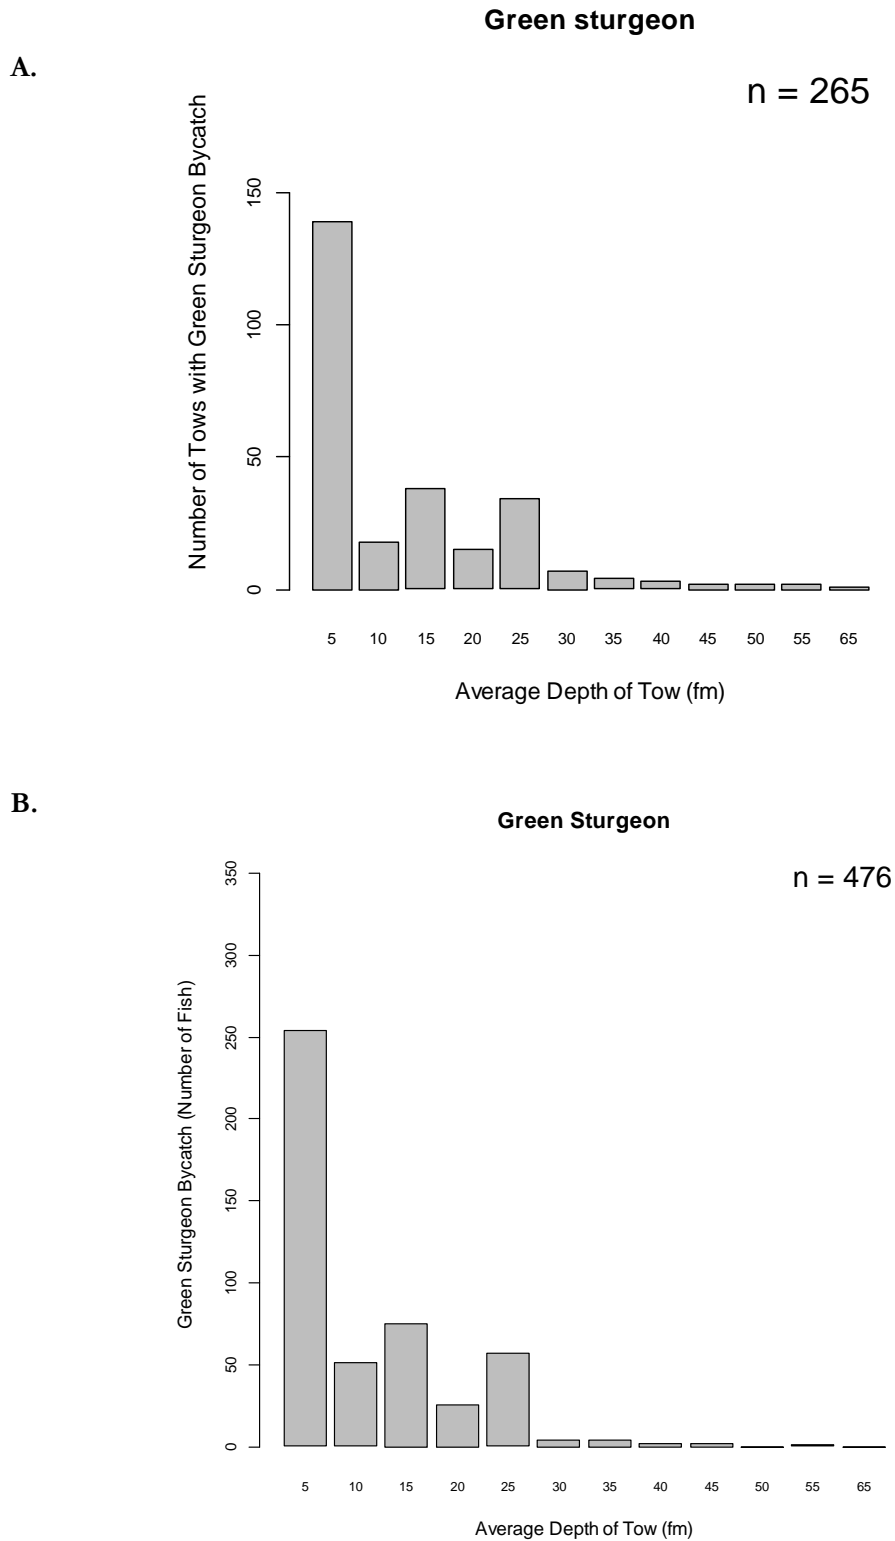 Green sturgeon
A.
n = 265
Number of Tows with Green Sturgeon Bycatch
150
100
50
0
5 10 15 20 25 30 35 40 45 50 55 65
Average Depth of Tow (fm)
B.
Green Sturgeon
n = 476
Green Sturgeon Bycatch (Number of Fish)
350
300
250
200
150
100
50
0
5 10 15 20 25 30 35 40 45 50 55 65
Average Depth of Tow (fm)